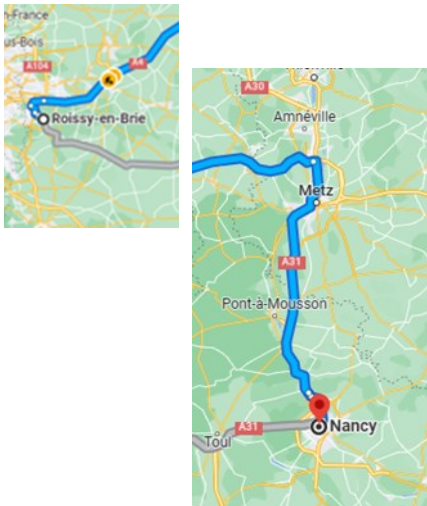 n-France
us-Bois
A104
A4
Roissy-en-Brie
A30
Amnéville
Metz
A31
Pont-à-Mousson
Nancy
A31
Toul